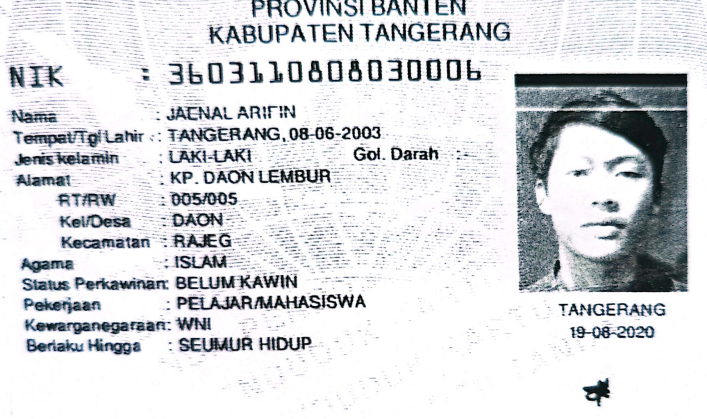 PROVINSI BANTEN
KABUPATEN TANGERANG
NIK : 3603110808030006
Nama : JAENAL ARIFIN
Tempat/Tgl Lahir : TANGERANG, 08-06-2003
Jenis kelamin : LAKI-LAKI Gol. Darah :-
Alamat : KP. DAON LEMBUR
RT/RW : 005/005
Kel/Desa : DAON
Kecamatan : RAJEG
Agama : ISLAM
Status Perkawinan: BELUM KAWIN
Pekerjaan : PELAJAR/MAHASISWA
Kewarganegaraan: WNI
Berlaku Hingga : SEUMUR HIDUP
TANGERANG
19-08-2020